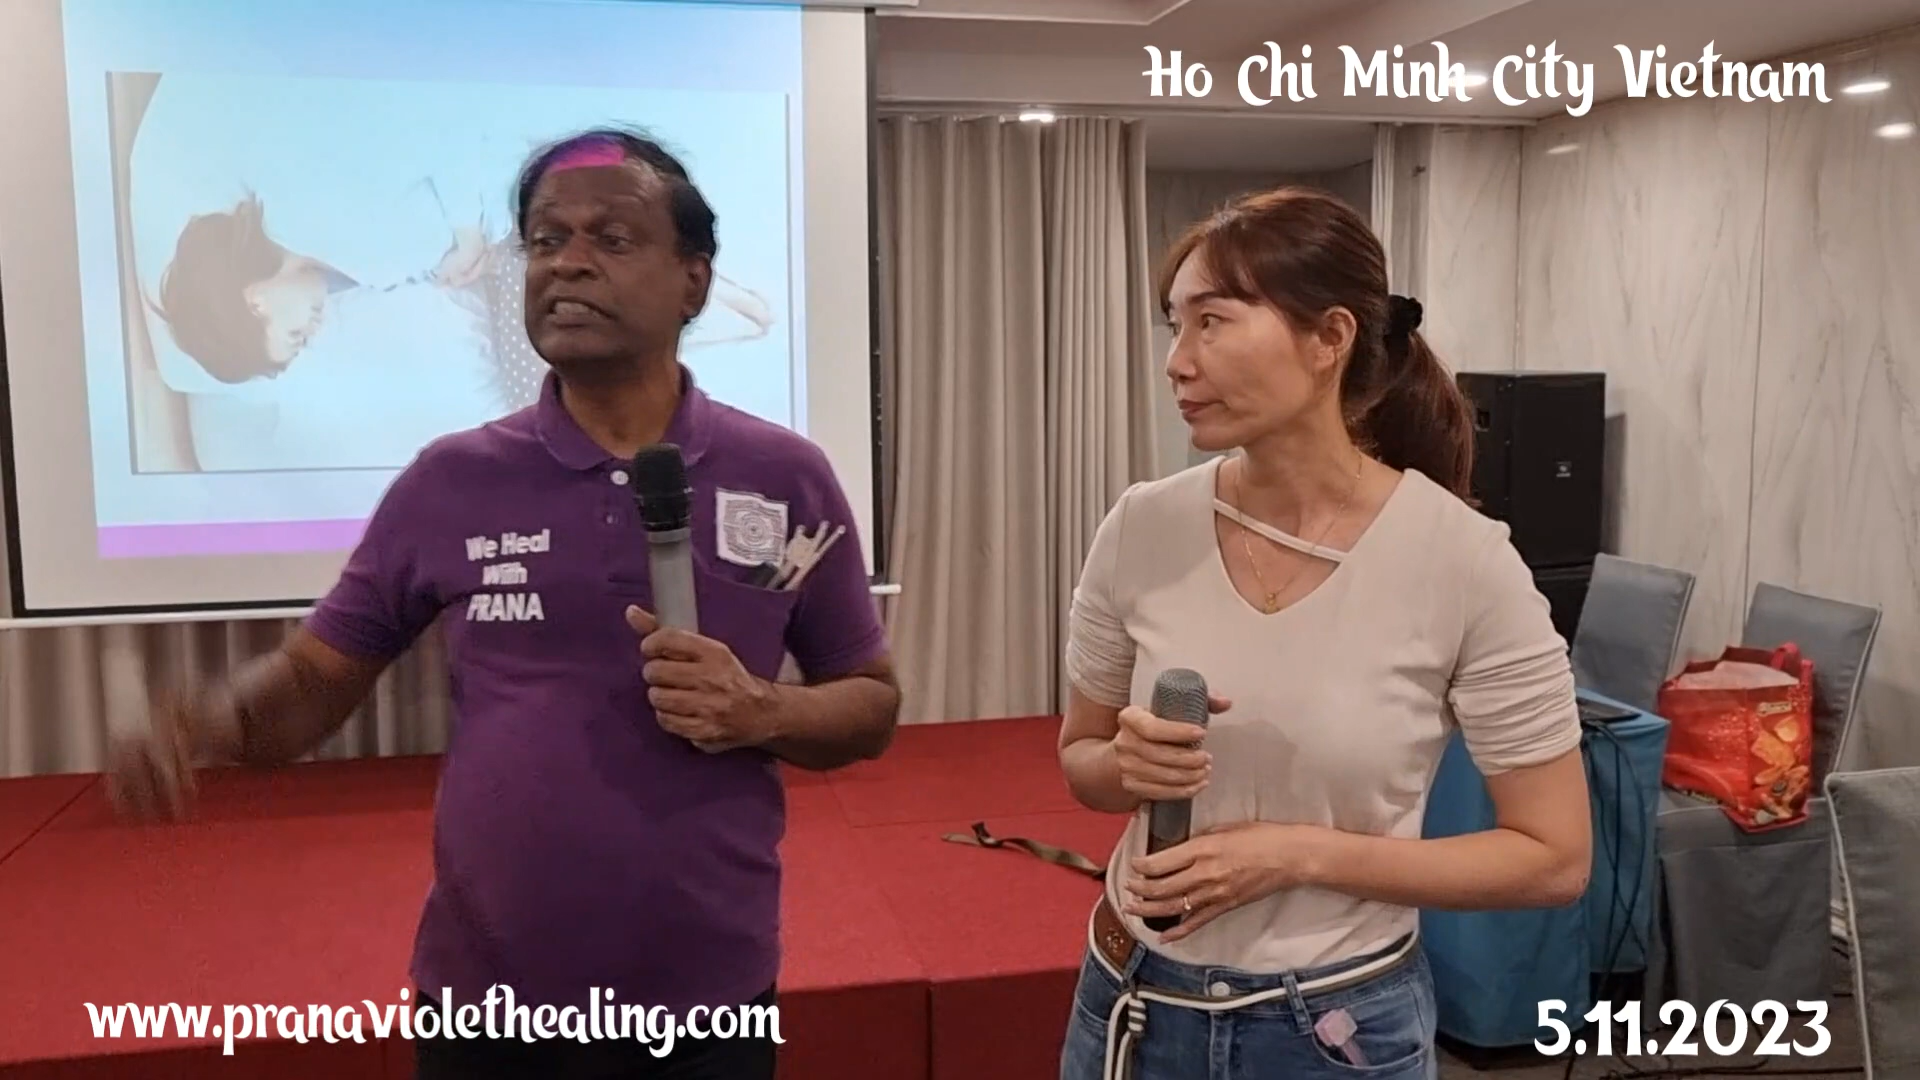 Ho Chi Minh City Vietnam
We Heal
With
PRANA
www.pranaviolethealing.com
5.11.2023